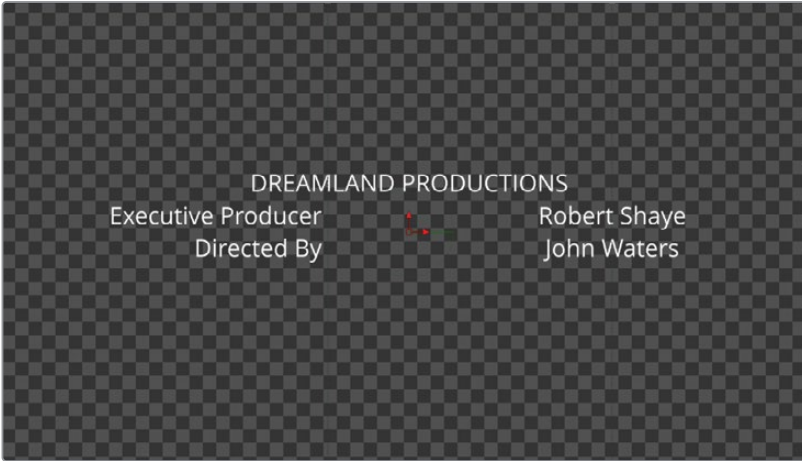 DREAMLAND PRODUCTIONS
Executive Producer Robert Shaye
Directed By John Waters